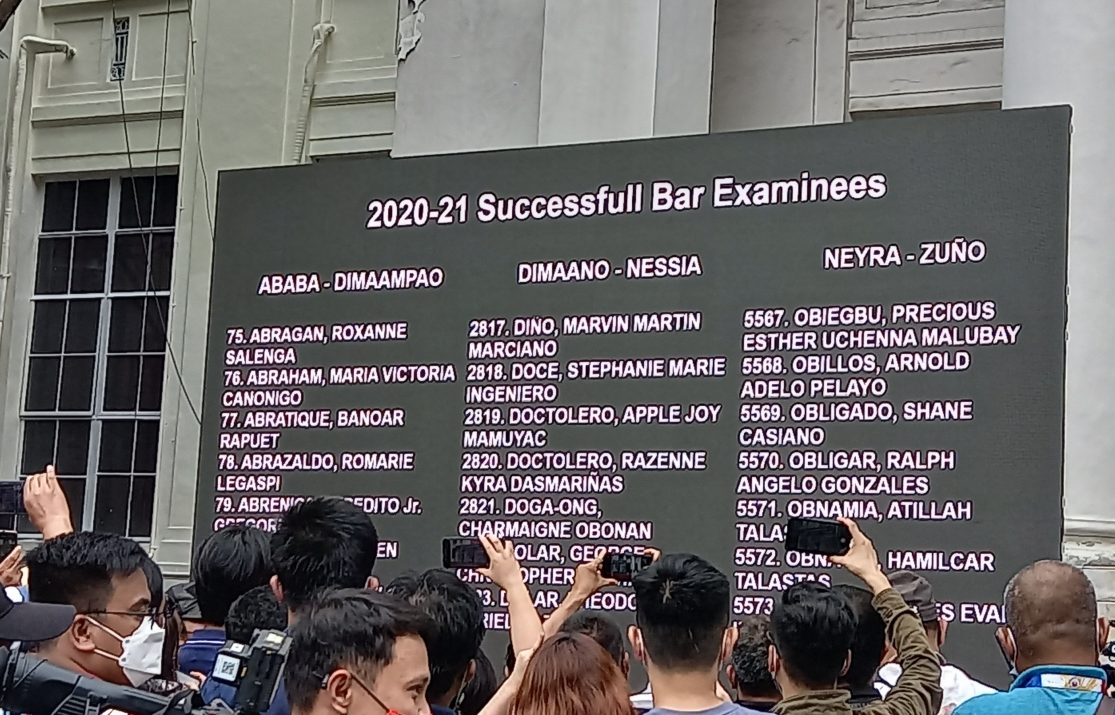 2020-21 Successfull Bar Examinees
ABABA - DIMAAMPAO
75. ABRAGAN, ROXANNE
SALENGA
76. ABRAHAM, MARIA VICTORIA
CANONIGO
77. ABRATIQUE, BANOAR
RAPUET
78. ABRAZALDO, ROMARIE
LEGASPI
79. Jr.
DIMAANO - NESSIA
2817. DIÑO, MARVIN MARTIN
MARCIANO
2818. DOCE, STEPHANIE MARIE
INGENIERO
2819. DOCTOLERO, APPLE JOY
MAMUYAC
2820. DOCTOLERO, RAZENNE
KYRA DASMARIÑAS
2821. DOGA-ONG,
CHARMAIGNE OBONAN
NEYRA - ZUÑO
5567. OBIEGBU, PRECIOUS
ESTHER UCHENNA MALUBAY
5568. OBILLOS, ARNOLD
ADELO PELAYO
5569. OBLIGADO, SHANE
CASIANO
5570. OBLIGAR, RALPH
ANGELO GONZALES
5571. OBNAMIA, ATILLAH
5572. HAMILCAR
TALASTAS
5573